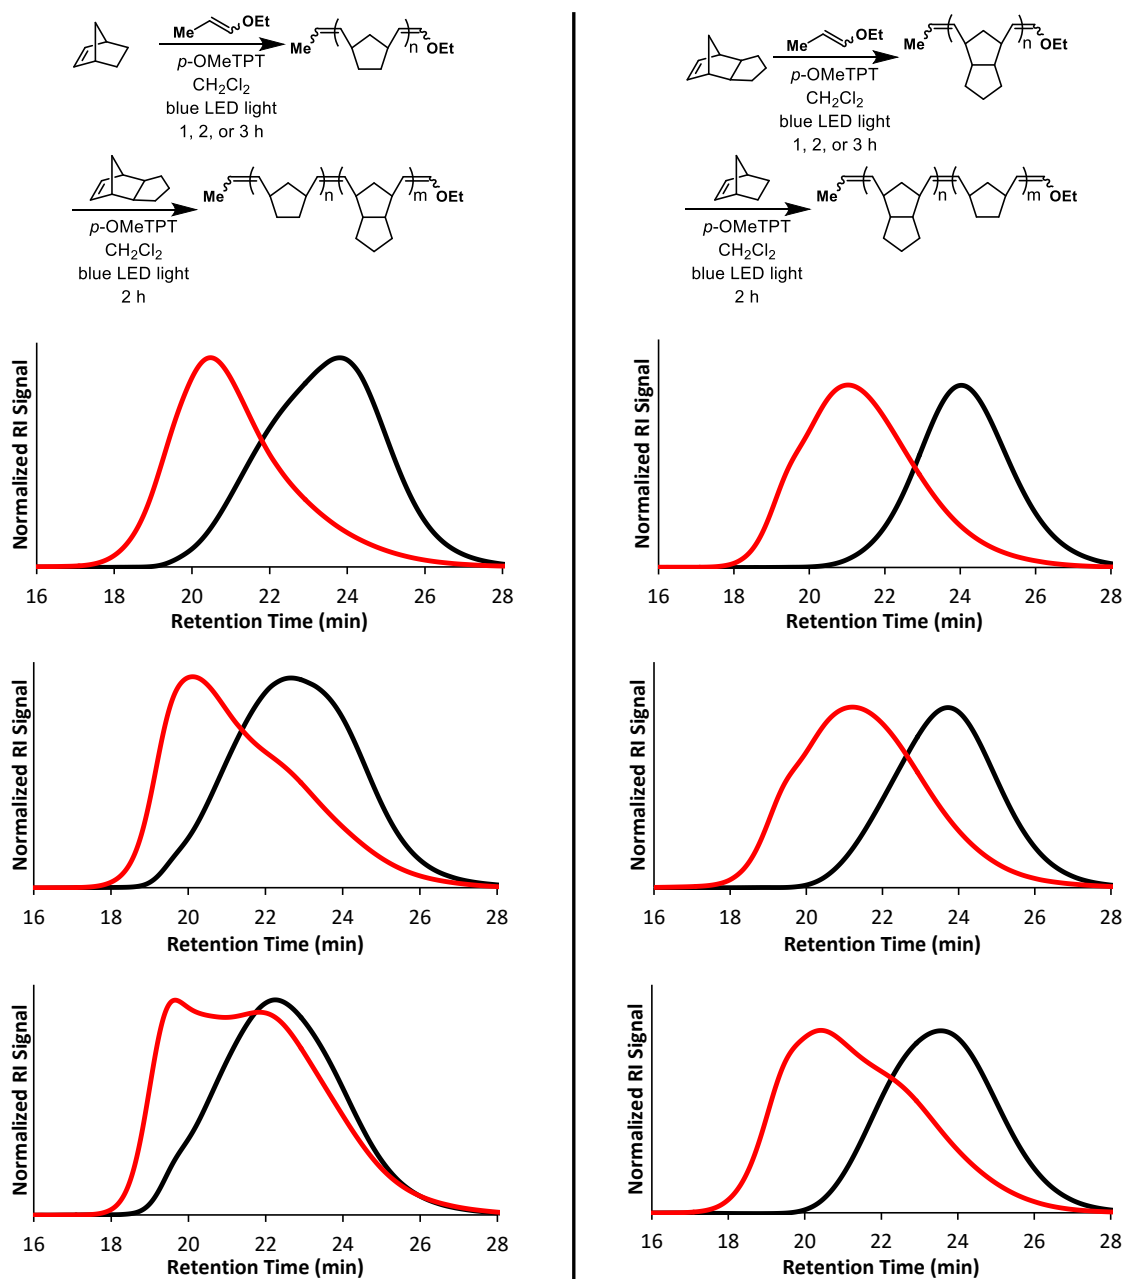 Me OEt
Me n OEt
p-OMeTPT
CH2Cl2
blue LED light
1, 2, or 3 h
Me n m OEt
p-OMeTPT
CH2Cl2
blue LED light
2 h
Me OEt
Me n OEt
p-OMeTPT
CH2Cl2
blue LED light
1, 2, or 3 h
Me n m OEt
p-OMeTPT
CH2Cl2
blue LED light
2 h
Normalized RI Signal
16 18 20 22 24 26 28
Retention Time (min)
Normalized RI Signal
16 18 20 22 24 26 28
Retention Time (min)
Normalized RI Signal
16 18 20 22 24 26 28
Retention Time (min)
Normalized RI Signal
16 18 20 22 24 26 28
Retention Time (min)
Normalized RI Signal
16 18 20 22 24 26 28
Retention Time (min)
Normalized RI Signal
16 18 20 22 24 26 28
Retention Time (min)